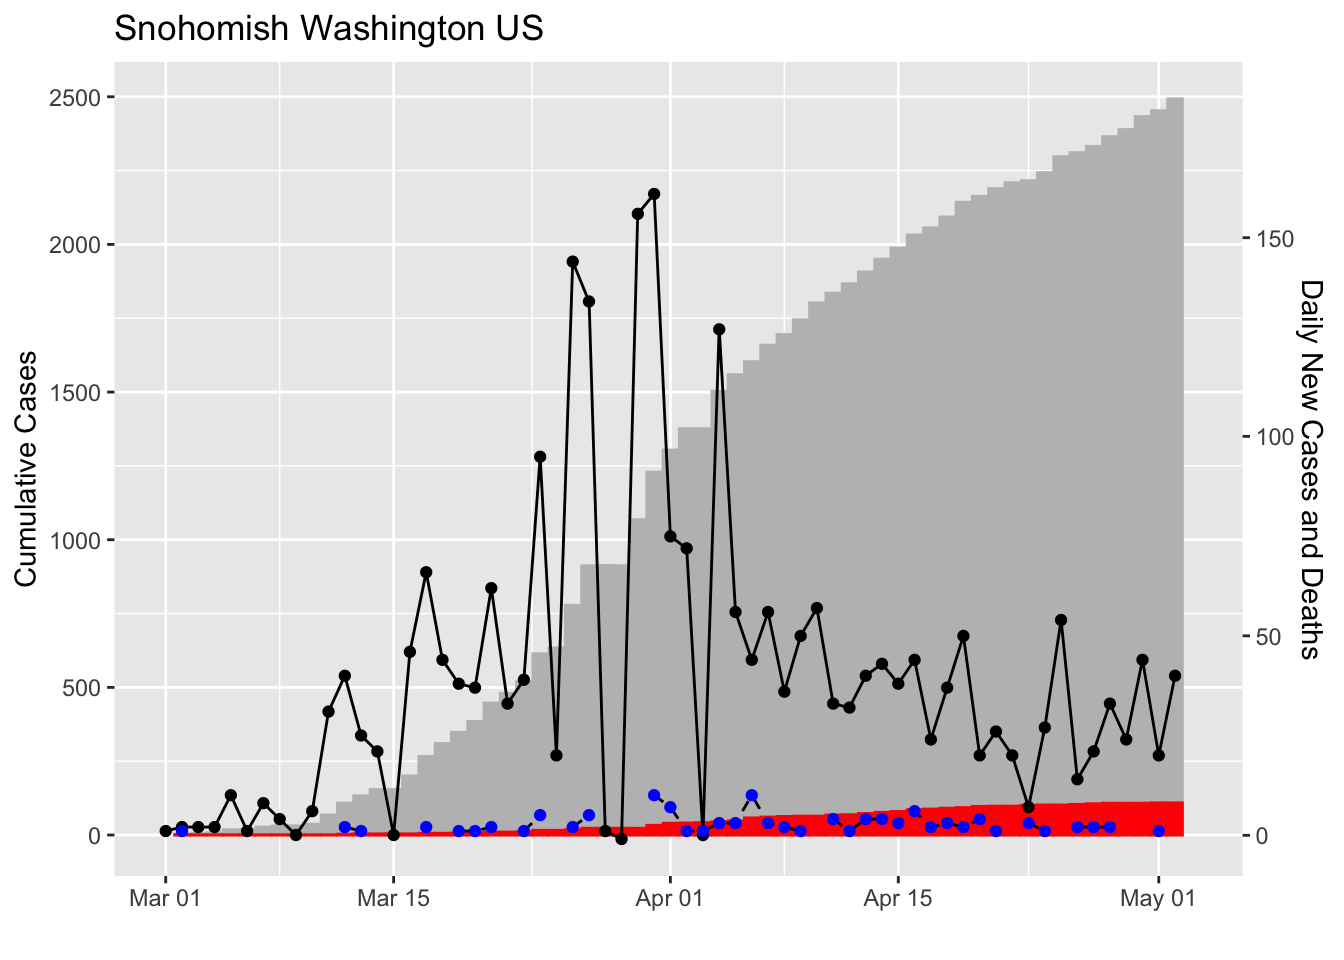 Snohomish Washington US
2500
2000
1500
1000
500
0
Cumulative Cases
150
100
50
0
Daily New Cases and Deaths
Mar 01
Mar 15
Apr 01
Apr 15
May 01